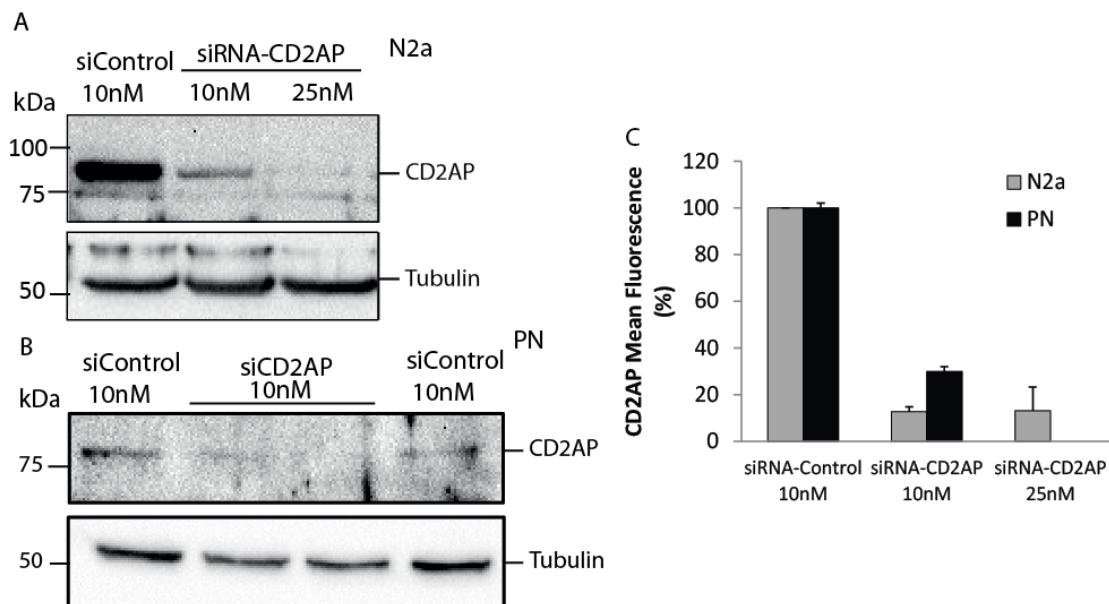 A
siControl siRNA-CD2AP N2a
10nM 10nM 25nM
kDa
100
CD2AP
75
Tubulin
50
B
PN
siControl siCD2AP siControl
10nM 10nM 10nM
kDa
CD2AP
75
50 Tubulin
C
CD2AP Mean Fluorescence
(%)
120
100
80
60
40
20
0
N2a
PN
siRNA-Control siRNA-CD2AP siRNA-CD2AP
10nM 10nM 25nM